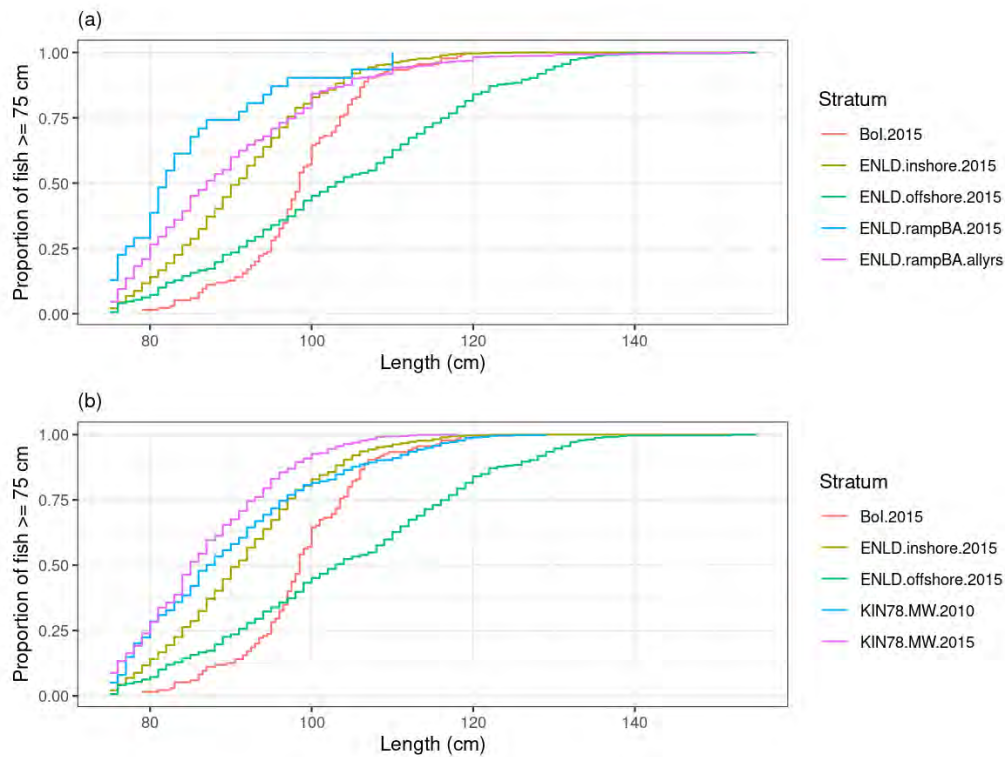 (a)
1.00
0.75
0.50
0.25
0.00
Proportion of fish >= 75 cm
80
100
120
140
Length (cm)
Stratum
BoI.2015
ENLD.inshore.2015
ENLD.offshore.2015
ENLD.rampBA.2015
ENLD.rampBA.allyrs
(b)
1.00
0.75
0.50
0.25
0.00
Proportion of fish >= 75 cm
80
100
120
140
Length (cm)
Stratum
BoI.2015
ENLD.inshore.2015
ENLD.offshore.2015
KIN78.MW.2010
KIN78.MW.2015